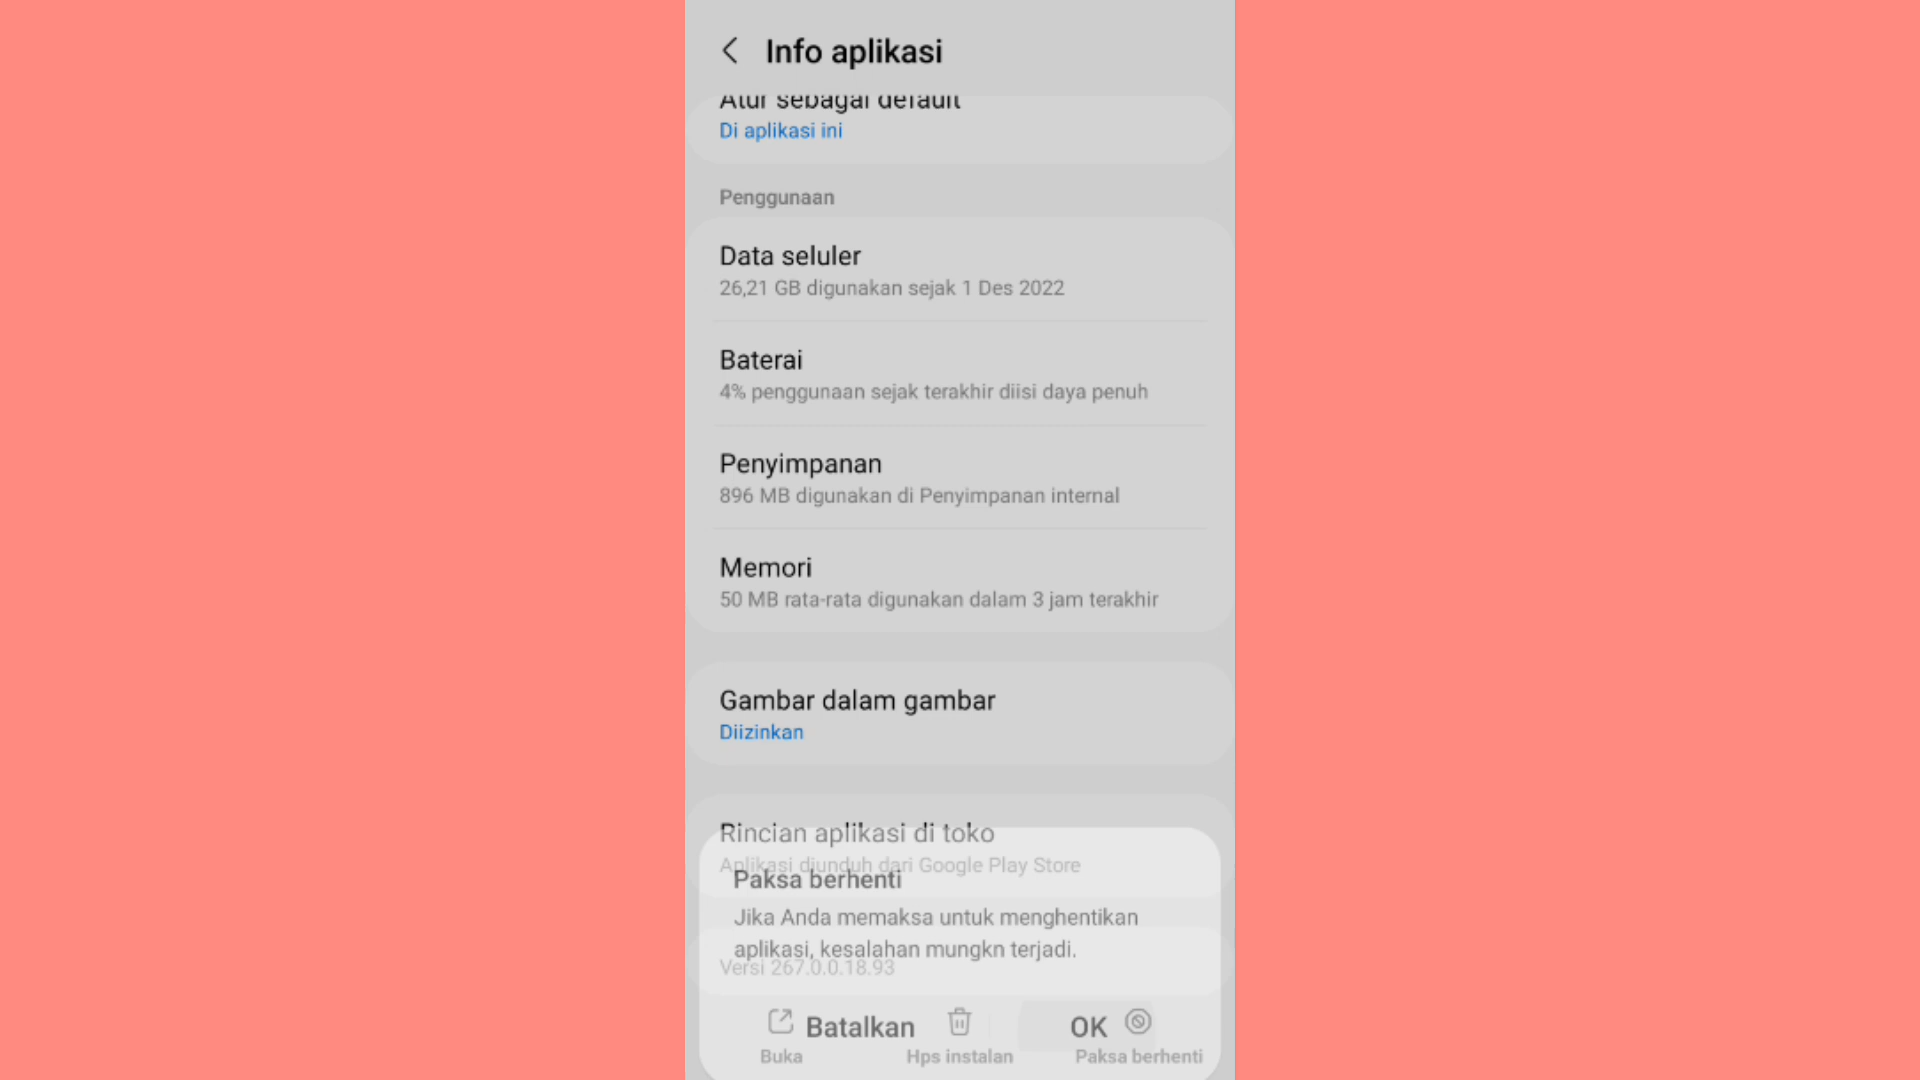 Info aplikasi
Atur sebagai default
Di aplikasi ini
Penggunaan
Data seluler
26,21 GB digunakan sejak 1 Des 2022
Baterai
4% penggunaan sejak terakhir diisi daya penuh
Penyimpanan
896 MB digunakan di Penyimpanan internal
Memori
50 MB rata-rata digunakan dalam 3 jam terakhir
Gambar dalam gambar
Diizinkan
Rincian aplikasi di toko
Aplikasi diunduh dari Google Play Store
Paksa berhenti
Jika Anda memaksa untuk menghentikan
aplikasi, kesalahan mungkn terjadi.
Versi 267.0.0.18.93
Batalkan OK
Buka Hps instalan Paksa berhenti